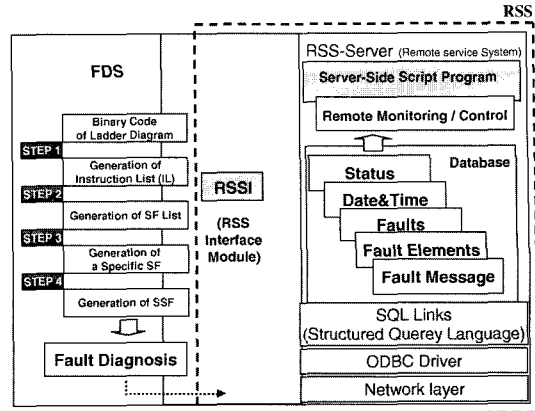 RSS
FDS
Binary Code
of Ladder Diagram
STEP 1
Generation of
Instruction List (IL)
STEP 2
Generation of SF List
STEP 3
Generation of
a Specific SF
STEP 4
Generation of SSF
Fault Diagnosis
RSSI
(RSS
Interface
Module)
RSS-Server (Remote service System)
Server-Side Script Program
Remote Monitoring / Control
Database
Status
Date&Time
Faults
Fault Elements
Fault Message
SQL Links
(Structured Querey Language)
ODBC Driver
Network layer